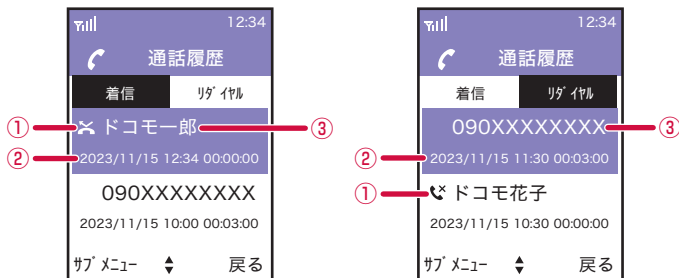 12:34
通話履歴
着信 ﾘﾀﾞｲﾔﾙ
① ドコモ一郎 ③
② 2023/11/15 12:34 00:00:00
090XXXXXXXX
2023/11/15 10:00 00:03:00
ｻﾌﾞﾒﾆｭｰ 戻る
12:34
通話履歴
着信 ﾘﾀﾞｲﾔﾙ
090XXXXXXXX ③
② 2023/11/15 11:30 00:03:00
① ドコモ花子
2023/11/15 10:30 00:00:00
ｻﾌﾞﾒﾆｭｰ 戻る